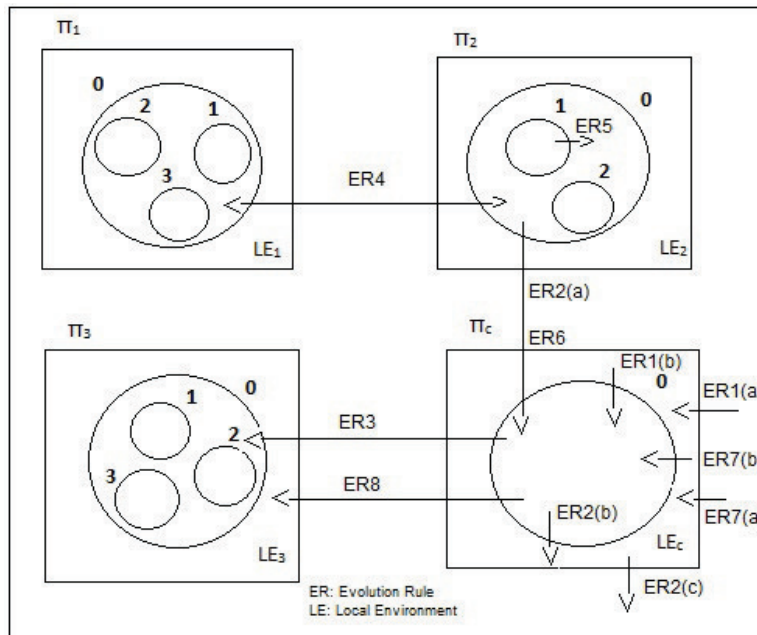 π₁
0
2
1
3
LE₁
ER4
π₂
1
0
ER5
2
LE₂
ER2(a)
ER6
π₃
1
0
2
3
LE₃
ER3
ER8
πc
ER1(b)
0
ER1(a
ER7(b
ER7(a
ER2(b)
LEc
ER2(c)
ER: Evolution Rule
LE: Local Environment